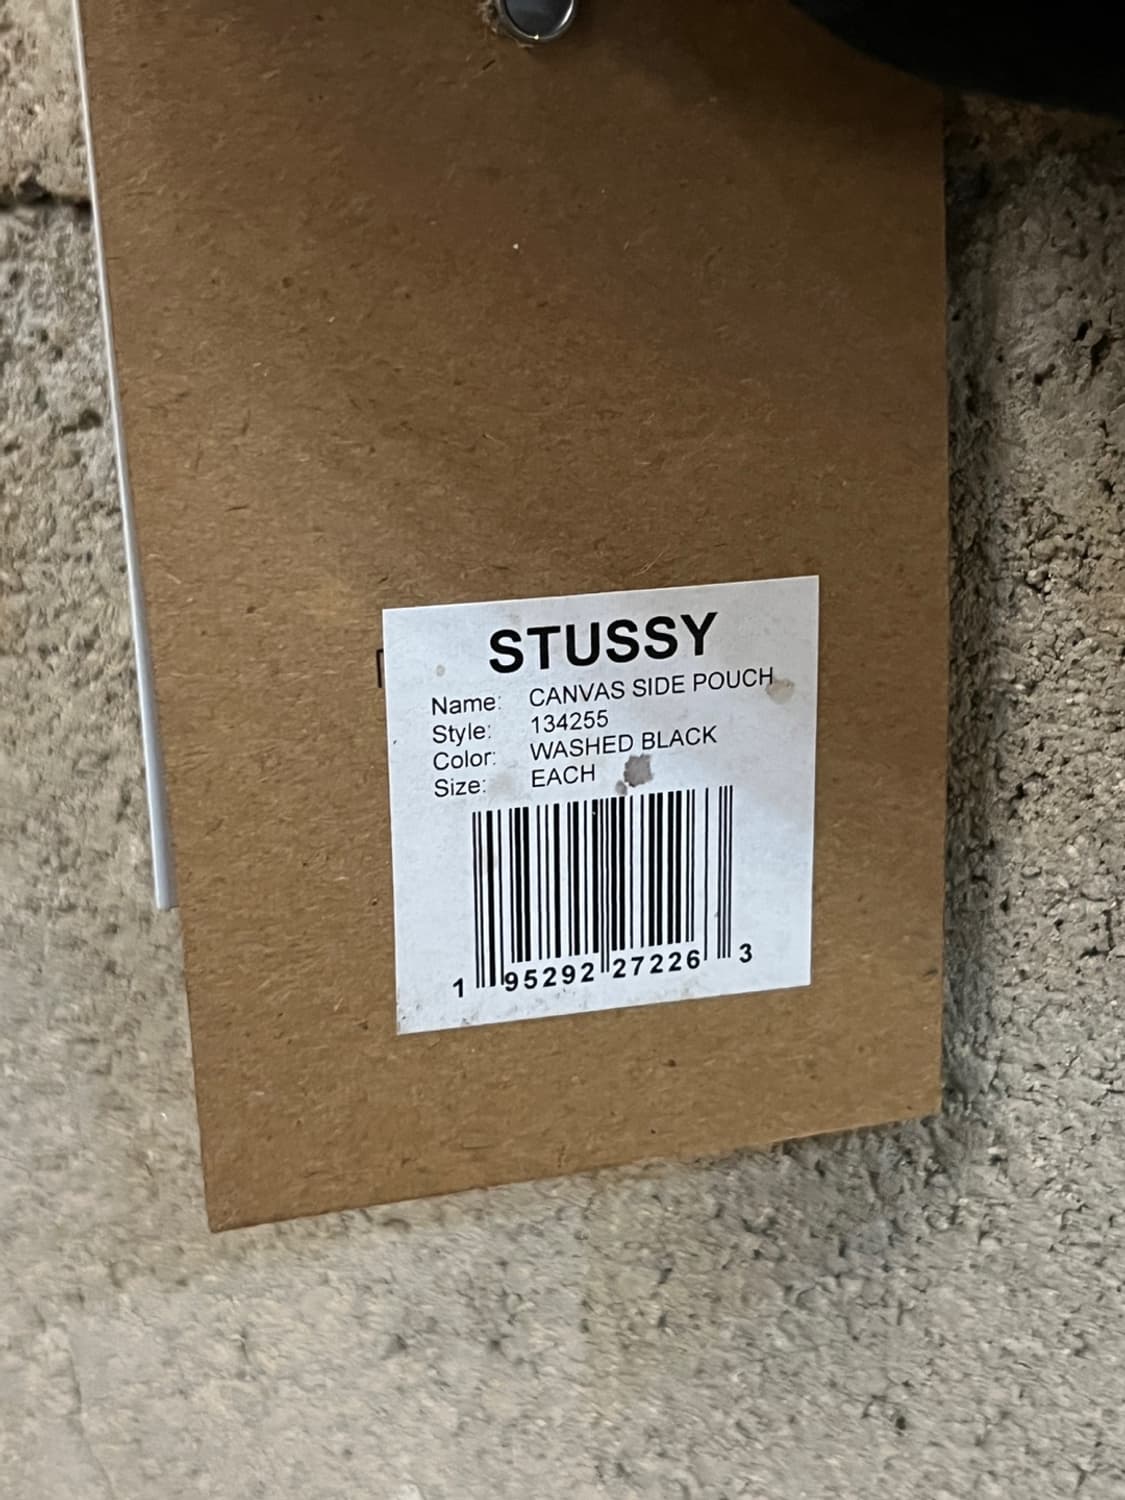 STUSSY
Name: CANVAS SIDE POUCH
Style: 134255
Color: WASHED BLACK
Size: EACH
1 95292 27226 3